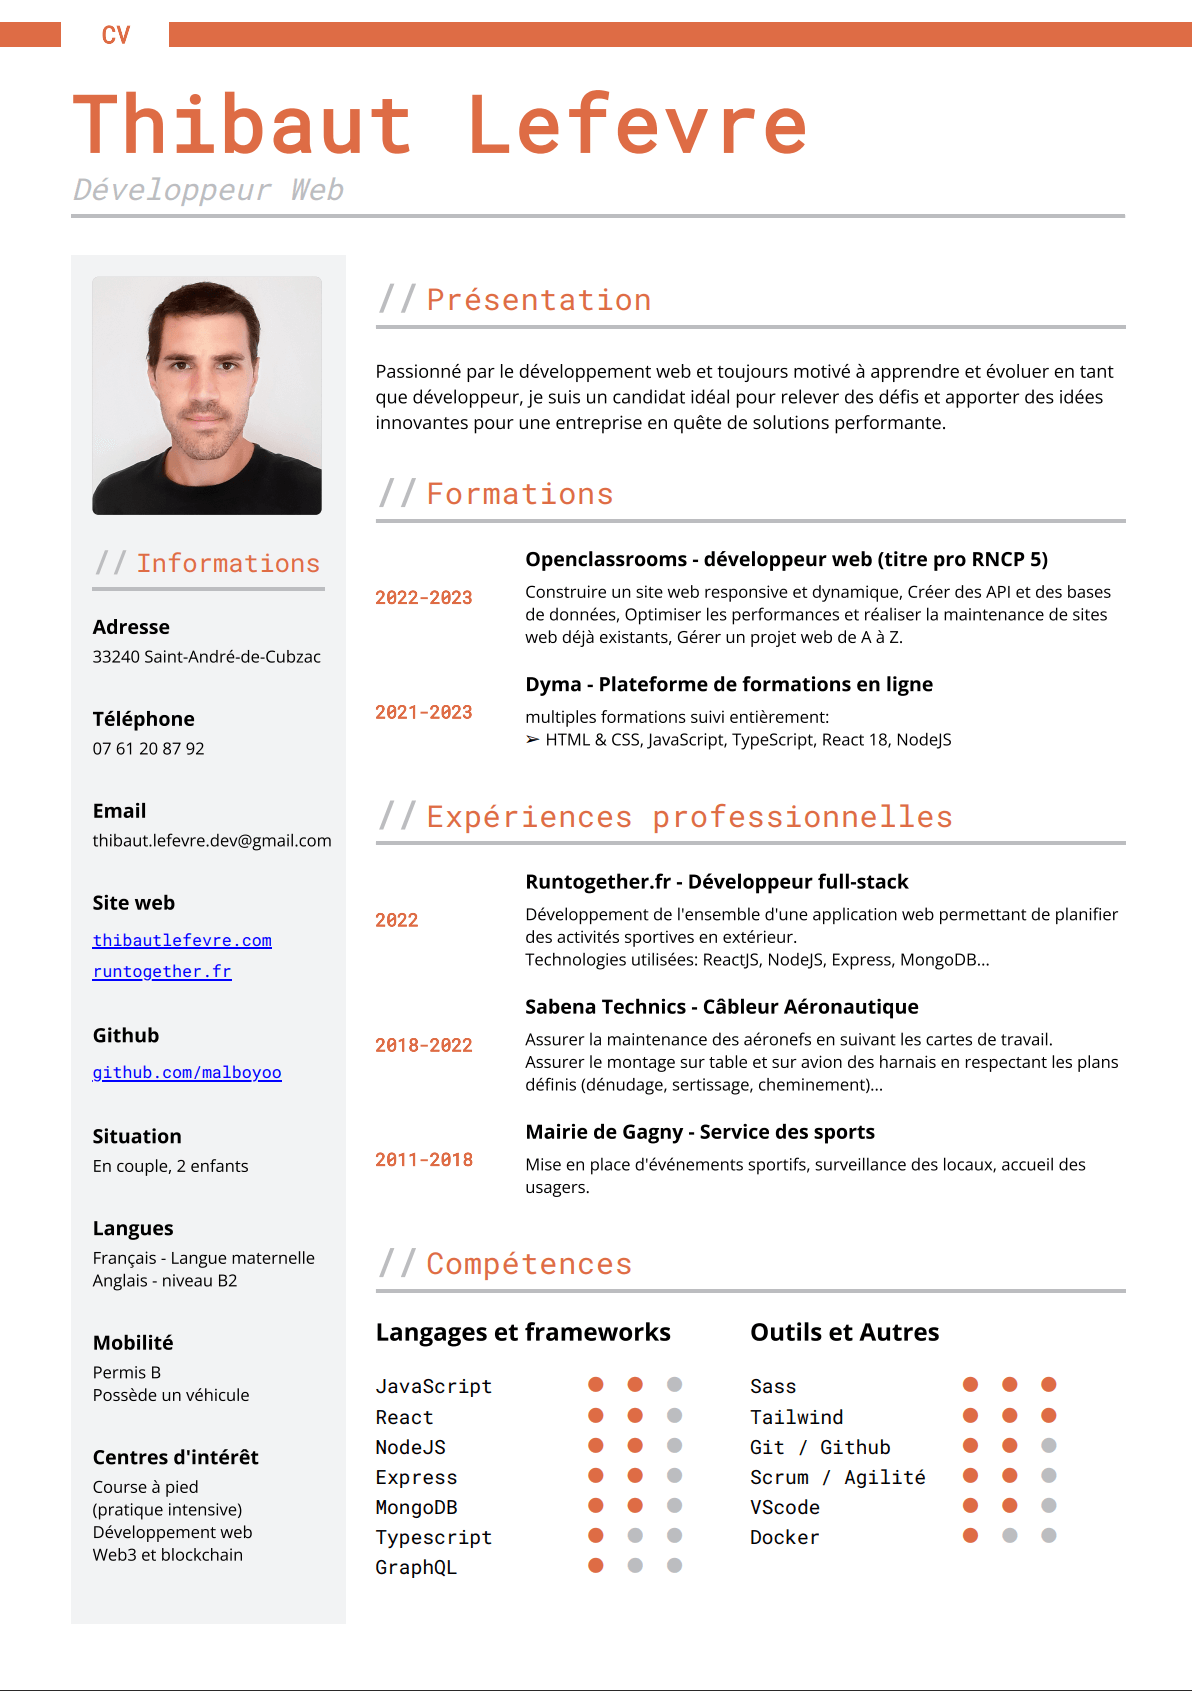 CV
Thibaut Lefevre
Développeur Web
// Informations
Adresse
33240 Saint-André-de-Cubzac
Téléphone
07 61 20 87 92
Email
thibaut.lefevre.dev@gmail.com
Site web
thibautlefevre.com
runtogether.fr
Github
github.com/malboyoo
Situation
En couple, 2 enfants
Langues
Français - Langue maternelle
Anglais - niveau B2
Mobilité
Permis B
Possède un véhicule
Centres d'intérêt
Course à pied
(pratique intensive)
Développement web
Web3 et blockchain
// Présentation
Passionné par le développement web et toujours motivé à apprendre et évoluer en tant
que développeur, je suis un candidat idéal pour relever des défis et apporter des idées
innovantes pour une entreprise en quête de solutions performante.
// Formations
Openclassrooms - développeur web (titre pro RNCP 5)
2022-2023
Construire un site web responsive et dynamique, Créer des API et des bases
de données, Optimiser les performances et réaliser la maintenance de sites
web déjà existants, Gérer un projet web de A à Z.
Dyma - Plateforme de formations en ligne
2021-2023
multiples formations suivi entièrement:
➢ HTML & CSS, JavaScript, TypeScript, React 18, NodeJS
// Expériences professionnelles
Runtogether.fr - Développeur full-stack
2022
Développement de l'ensemble d'une application web permettant de planifier
des activités sportives en extérieur.
Technologies utilisées: ReactJS, NodeJS, Express, MongoDB...
Sabena Technics - Câbleur Aéronautique
2018-2022
Assurer la maintenance des aéronefs en suivant les cartes de travail.
Assurer le montage sur table et sur avion des harnais en respectant les plans
définis (dénudage, sertissage, cheminement)...
Mairie de Gagny - Service des sports
2011-2018
Mise en place d'événements sportifs, surveillance des locaux, accueil des
usagers.
// Compétences
Langages et frameworks
JavaScript
React
NodeJS
Express
MongoDB
Typescript
GraphQL
Outils et Autres
Sass
Tailwind
Git / Github
Scrum / Agilité
VScode
Docker